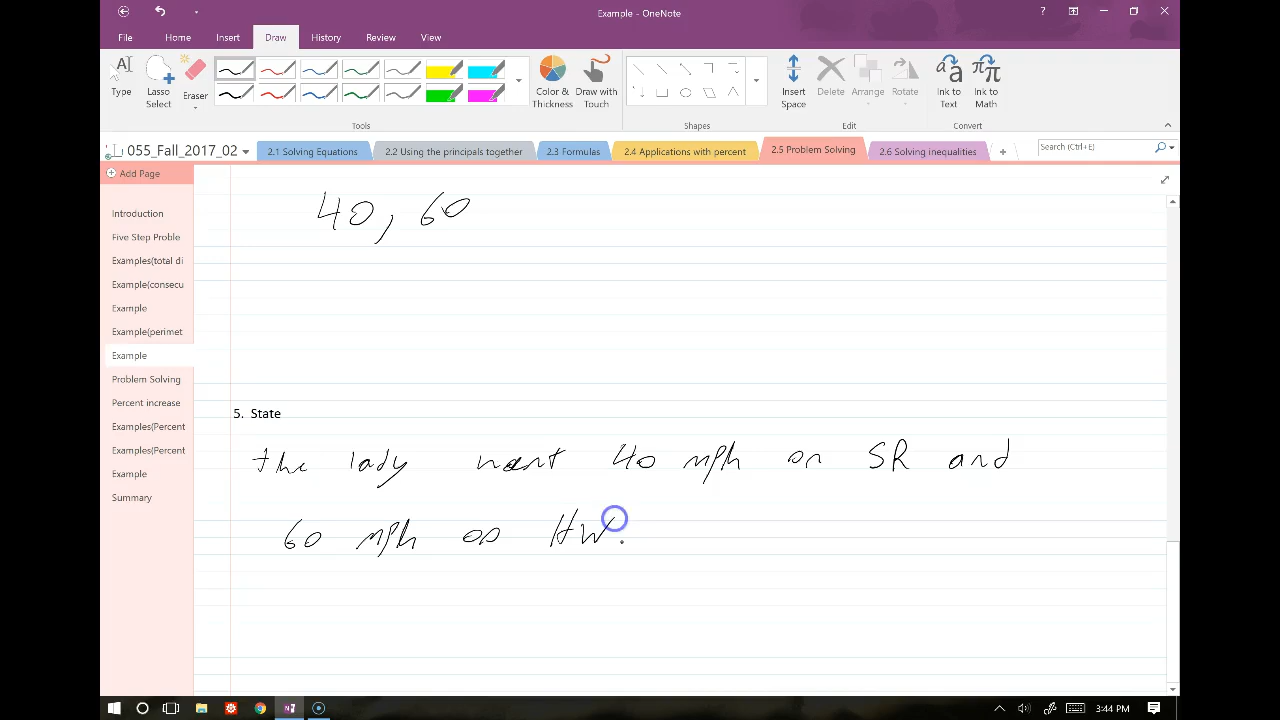 Example - OneNote
?
File Home Insert Draw History Review View
Type
Lasso Select
Eraser
Color & Thickness
Draw with Touch
Insert Space
Delete
Arrange
Rotate
Ink to Text
Ink to Math
Tools
Shapes
Edit
Convert
055_Fall_2017_02
2.1 Solving Equations 2.2 Using the principals together 2.3 Formulas 2.4 Applications with percent 2.5 Problem Solving 2.6 Solving inequalities +
Search (Ctrl+E)
Add Page
Introduction
Five Step Proble
Examples(total di
Example(consecu
Example
Example(perimet
Example
Problem Solving
Percent increase
Examples(Percent
Examples(Percent
Example
Summary
40, 60
5. State
the lady went 40 mph on SR and
60 mph on HW.
3:44 PM